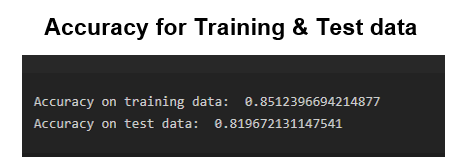 Accuracy for Training & Test data
Accuracy on training data:  0.8512396694214877
Accuracy on test data:  0.819672131147541